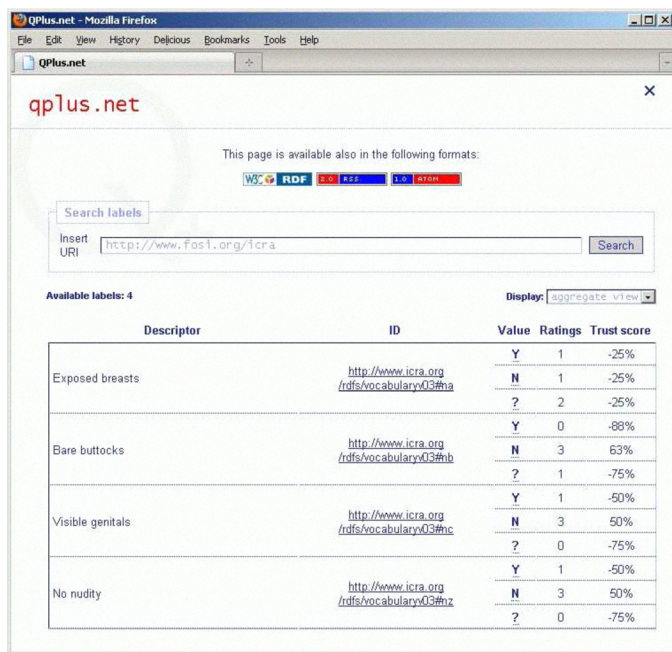 QPlus.net - Mozilla Firefox
File Edit View History Delicious Bookmarks Tools Help
QPlus.net
qplus.net
This page is available also in the following formats:
W3C RDF 2.0 RSS 1.0 ATOM
Search labels
Insert URI http://www.fosi.org/icra Search
Available labels: 4 Display: aggregate view
Descriptor ID Value Ratings Trust score
Exposed breasts http://www.icra.org/rdfs/vocabularyv03#na Y 1 -25%
N 1 -25%
? 2 -25%
Bare buttocks http://www.icra.org/rdfs/vocabularyv03#nb Y 0 -88%
N 3 63%
? 1 -75%
Visible genitals http://www.icra.org/rdfs/vocabularyv03#nc Y 1 -50%
N 3 50%
? 0 -75%
No nudity http://www.icra.org/rdfs/vocabularyv03#nz Y 1 -50%
N 3 50%
? 0 -75%